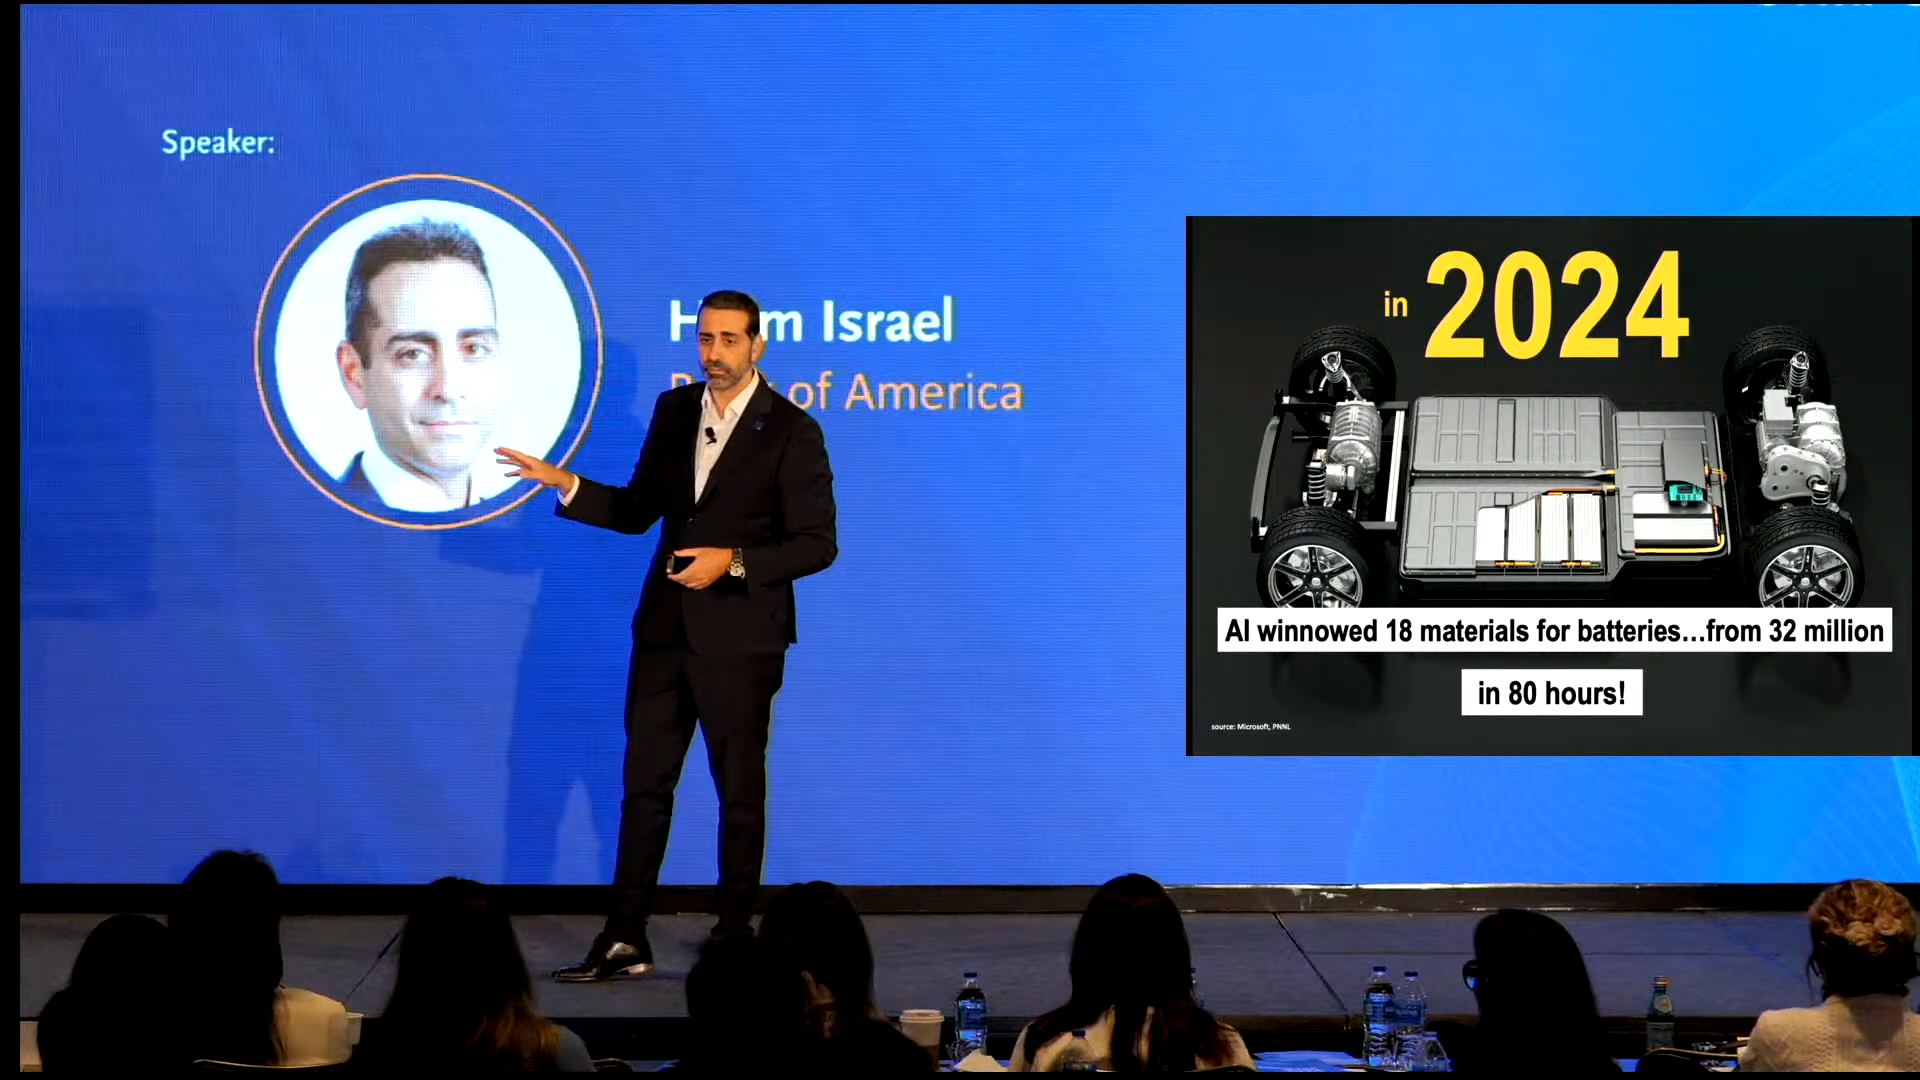 Speaker:
H m Israel
of America
in 2024
AI winnowed 18 materials for batteries...from 32 million
in 80 hours!
source: Microsoft, PNNL